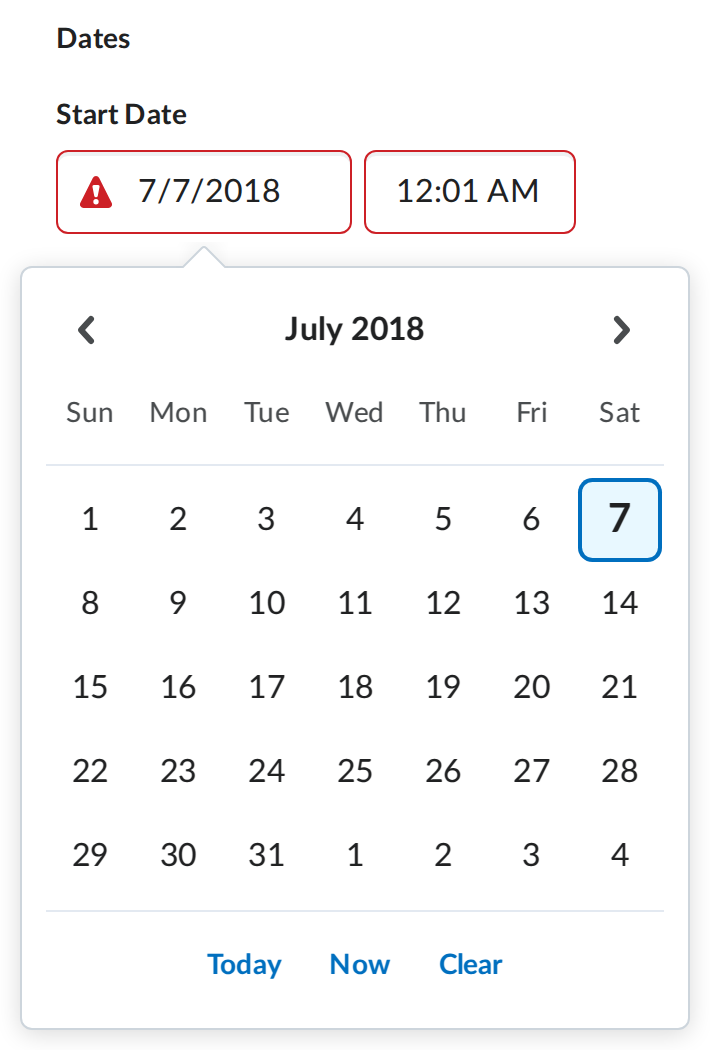 Dates
Start Date
7/7/2018 12:01 AM
July 2018
Sun Mon Tue Wed Thu Fri Sat
1 2 3 4 5 6 7
8 9 10 11 12 13 14
15 16 17 18 19 20 21
22 23 24 25 26 27 28
29 30 31 1 2 3 4
Today Now Clear